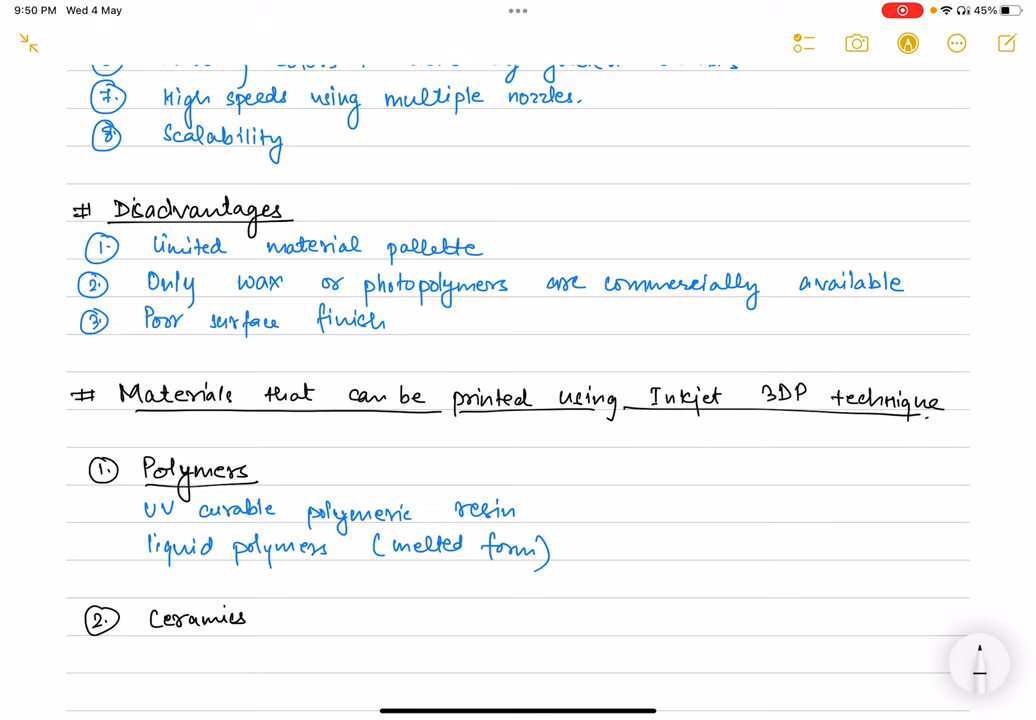 9:50 PM Wed 4 May
45%
7. High speeds using multiple nozzles.
8. Scalability
# Disadvantages
1. Limited material pallette
2. Only wax or photopolymers are commercially available
3. Poor surface finish
# Materials that can be printed using Inkjet 3DP technique
1. Polymers
UV curable polymeric resin
liquid polymers (melted form)
2. Ceramics